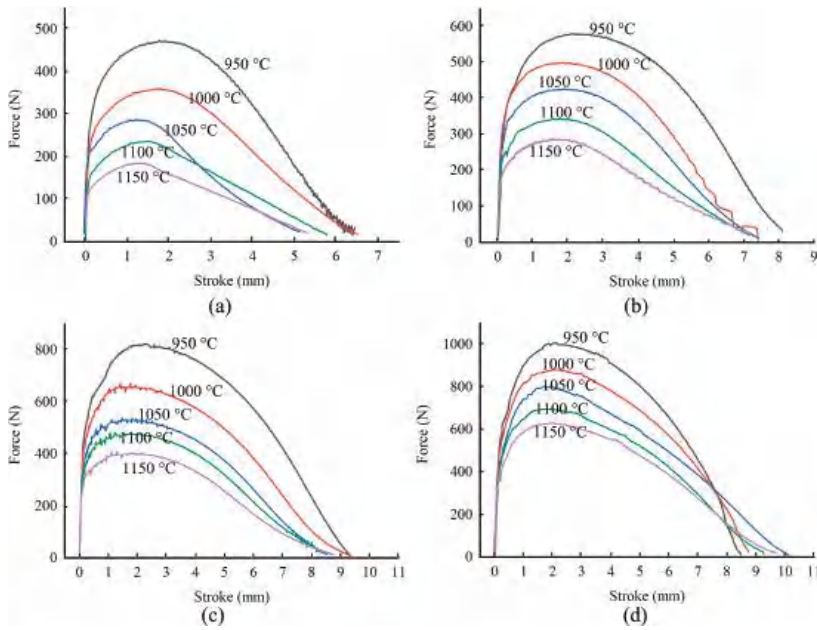 500
400
300
200
100
0
Force (N)
950 °C
1000 °C
1050 °C
1100 °C
1150 °C
0 1 2 3 4 5 6 7
Stroke (mm)
(a)
600
500
400
300
200
100
0
Force (N)
950 °C
1000 °C
1050 °C
1100 °C
1150 °C
0 1 2 3 4 5 6 7 8 9
Stroke (mm)
(b)
800
600
400
200
0
Force (N)
950 °C
1000 °C
1050 °C
1100 °C
1150 °C
0 1 2 3 4 5 6 7 8 9 10 11
Stroke (mm)
(c)
1000
800
600
400
200
0
Force (N)
950 °C
1000 °C
1050 °C
1100 °C
1150 °C
0 1 2 3 4 5 6 7 8 9 10 11
Stroke (mm)
(d)